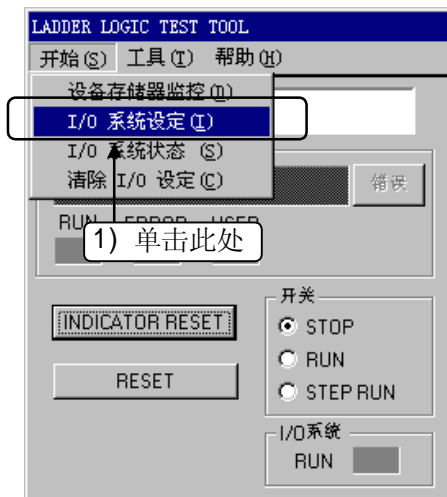 LADDER LOGIC TEST TOOL
开始(S) 工具(T) 帮助(H)
设备存储器监控(D)
I/O 系统设定(I)
I/O 系统状态 (S)
清除 I/O 设定(C)
错误
RUN
1) 单击此处
INDICATOR RESET
RESET
开关
STOP
RUN
STEP RUN
I/O系统
RUN